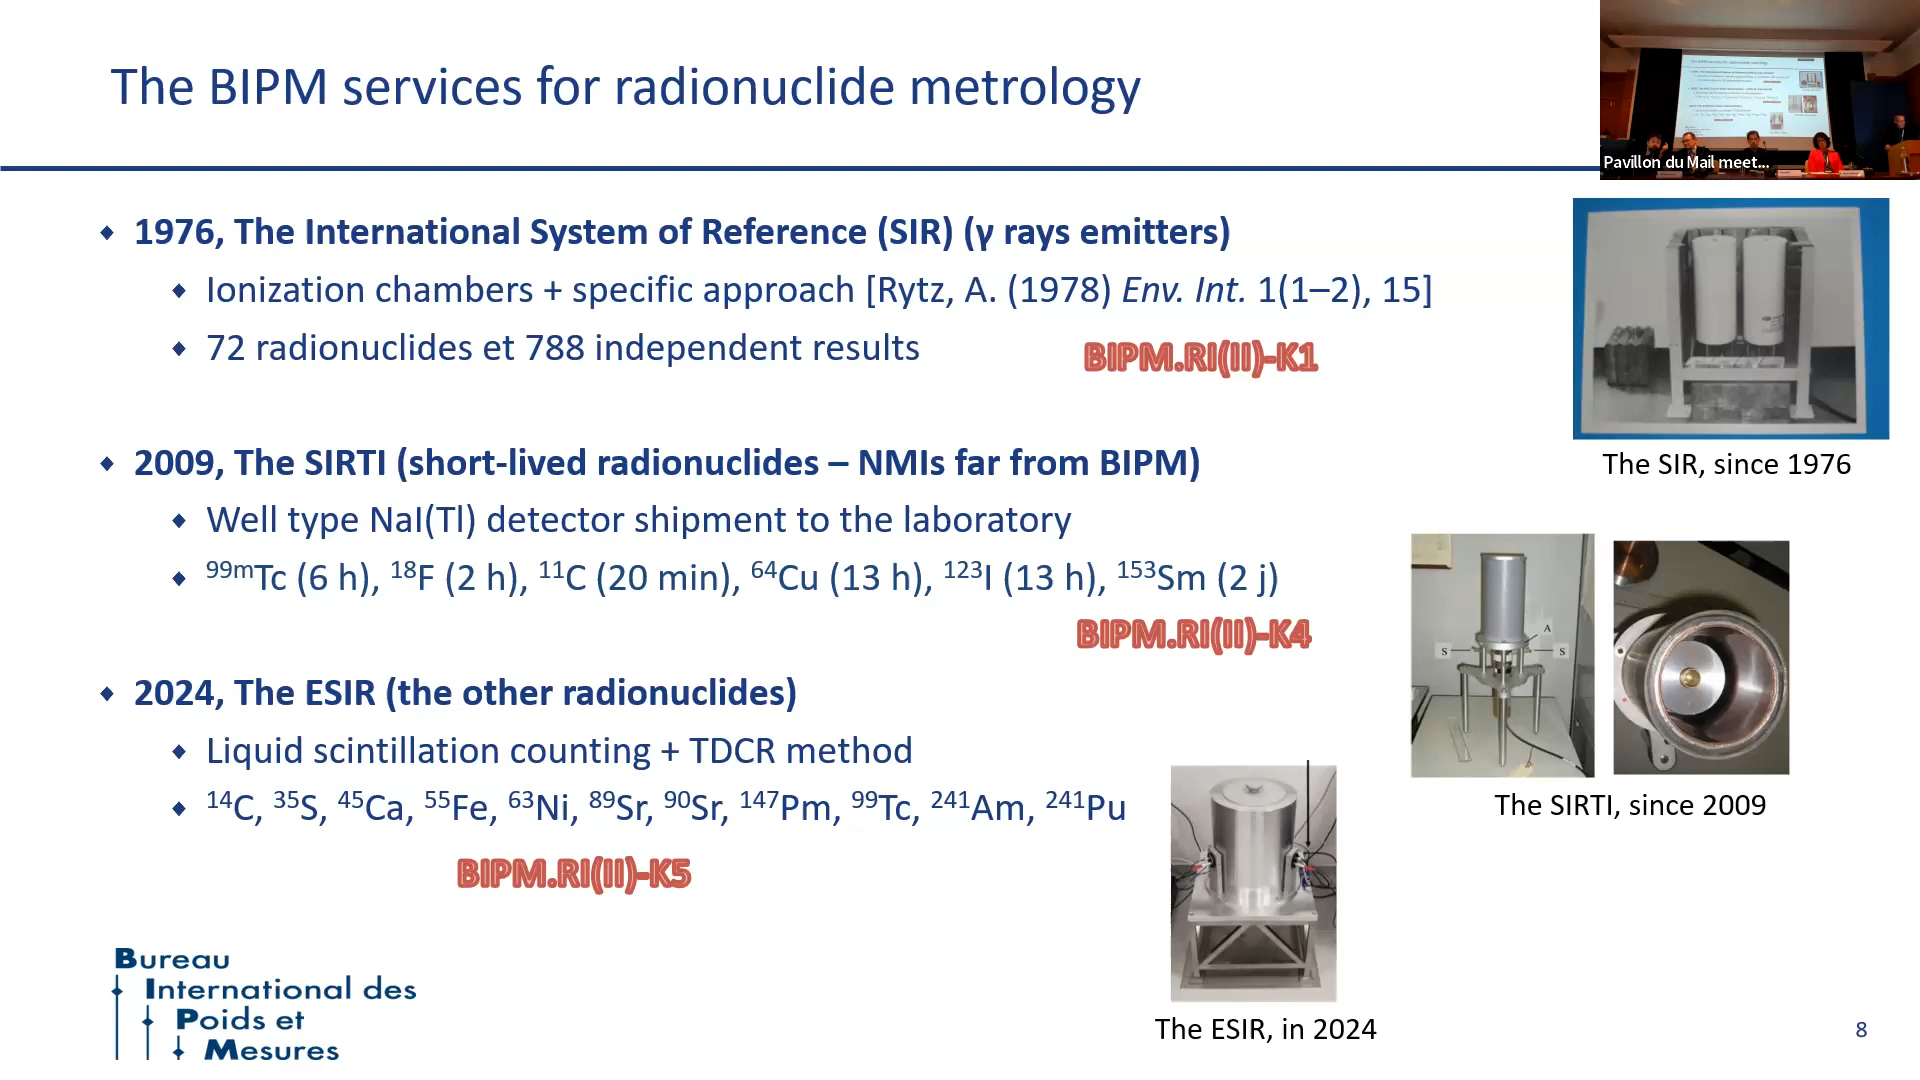 The BIPM services for radionuclide metrology
Pavillon du Mail meet...
1976, The International System of Reference (SIR) (γ rays emitters)
Ionization chambers + specific approach [Rytz, A. (1978) Env. Int. 1(1–2), 15]
72 radionuclides et 788 independent results
BIPM.RI(II)-K1
The SIR, since 1976
2009, The SIRTI (short-lived radionuclides – NMIs far from BIPM)
Well type NaI(Tl) detector shipment to the laboratory
⁹⁹ᵐTc (6 h), ¹⁸F (2 h), ¹¹C (20 min), ⁶⁴Cu (13 h), ¹²³I (13 h), ¹⁵³Sm (2 j)
BIPM.RI(II)-K4
A
S S
The SIRTI, since 2009
2024, The ESIR (the other radionuclides)
Liquid scintillation counting + TDCR method
¹⁴C, ³⁵S, ⁴⁵Ca, ⁵⁵Fe, ⁶³Ni, ⁸⁹Sr, ⁹⁰Sr, ¹⁴⁷Pm, ⁹⁹Tc, ²⁴¹Am, ²⁴¹Pu
BIPM.RI(II)-K5
The ESIR, in 2024
Bureau
International des
Poids et
Mesures
8